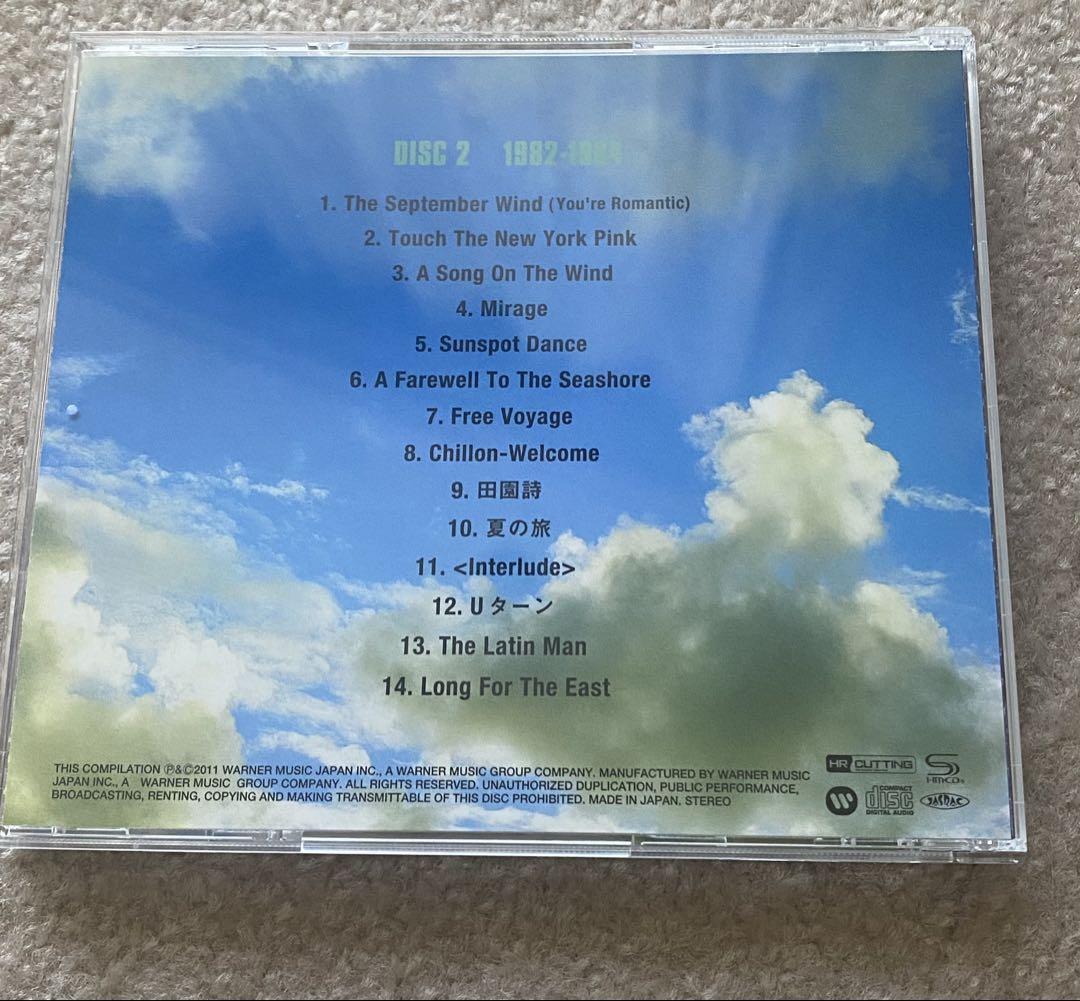 DISC 2 1982-1984
1. The September Wind (You're Romantic)
2. Touch The New York Pink
3. A Song On The Wind
4. Mirage
5. Sunspot Dance
6. A Farewell To The Seashore
7. Free Voyage
8. Chillon-Welcome
9. 田園詩
10. 夏の旅
11. <Interlude>
12. Uターン
13. The Latin Man
14. Long For The East
THIS COMPILATION ℗&©2011 WARNER MUSIC JAPAN INC., A WARNER MUSIC GROUP COMPANY. MANUFACTURED BY WARNER MUSIC
JAPAN INC., A WARNER MUSIC GROUP COMPANY. ALL RIGHTS RESERVED. UNAUTHORIZED DUPLICATION, PUBLIC PERFORMANCE,
BROADCASTING, RENTING, COPYING AND MAKING TRANSMITTABLE OF THIS DISC PROHIBITED. MADE IN JAPAN. STEREO
HR CUTTING
COMPACT
disc
DIGITAL AUDIO
JASRAC